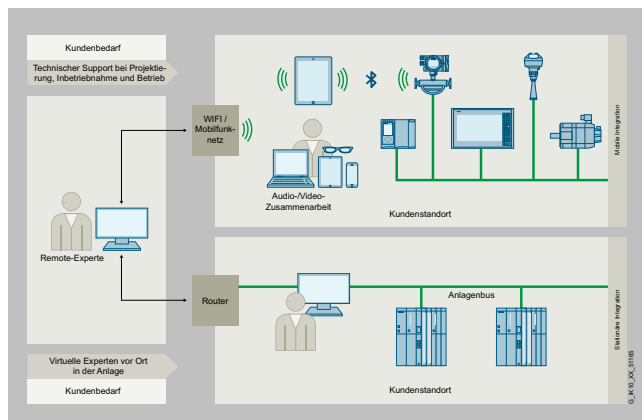 Kundenbedarf
Technischer Support bei Projektie-
rung, Inbetriebnahme und Betrieb
Remote-Experte
Virtuelle Experten vor Ort
in der Anlage
Kundenbedarf
WIFI /
Mobilfunk-
netz
Audio-/Video-
Zusammenarbeit
Kundenstandort
Mobile Integration
Router
Anlagenbus
Kundenstandort
Stationäre Integration
G_IK10_XX_51165